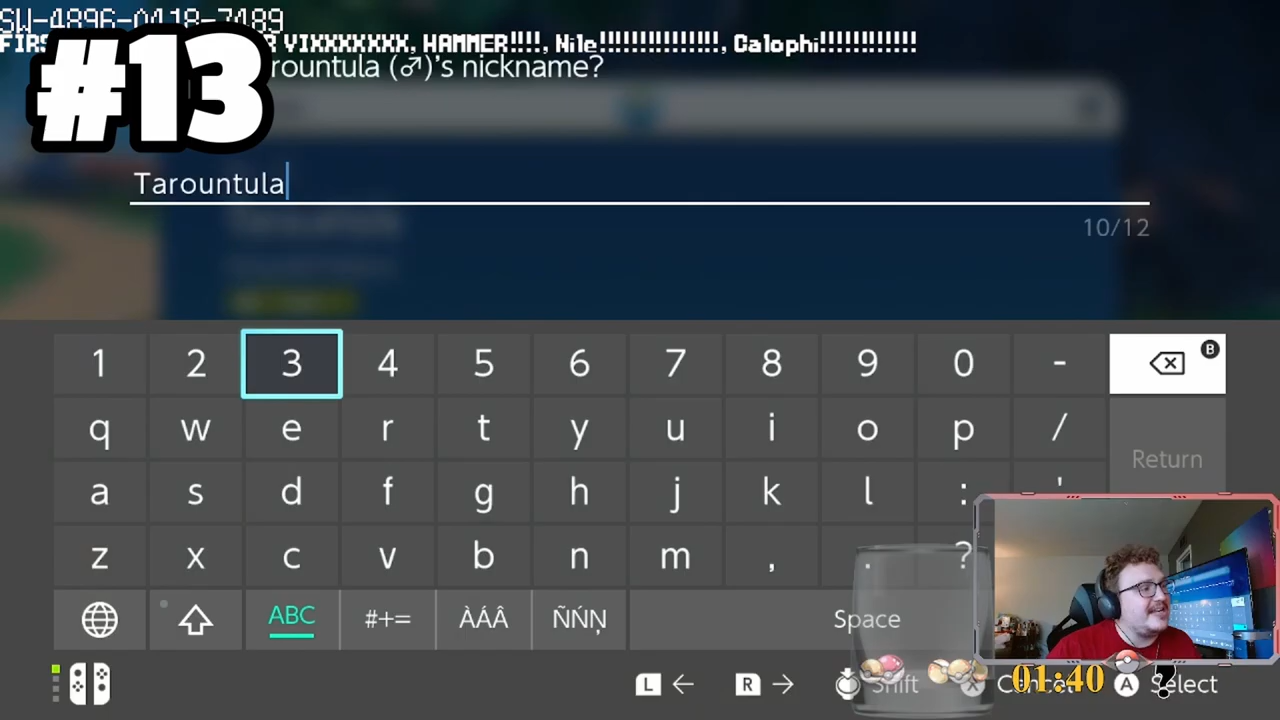 SW-4896-0418-7489
FIRS VIXXXXXXX, HAMMER!!!!, Nile!!!!!!!!!!!!!!!, Calophi!!!!!!!!!!!!
#13
rountula (♂)'s nickname?
Tarountula
10/12
1 2 3 4 5 6 7 8 9 0 - B
q w e r t y u i o p /
Return
a s d f g h j k l : '
z x c v b n m , . ?
ABC #+= ÀÁÂ ÑŃŅ Space
L ← R → Shift X Cancel A Select
01:40 ?